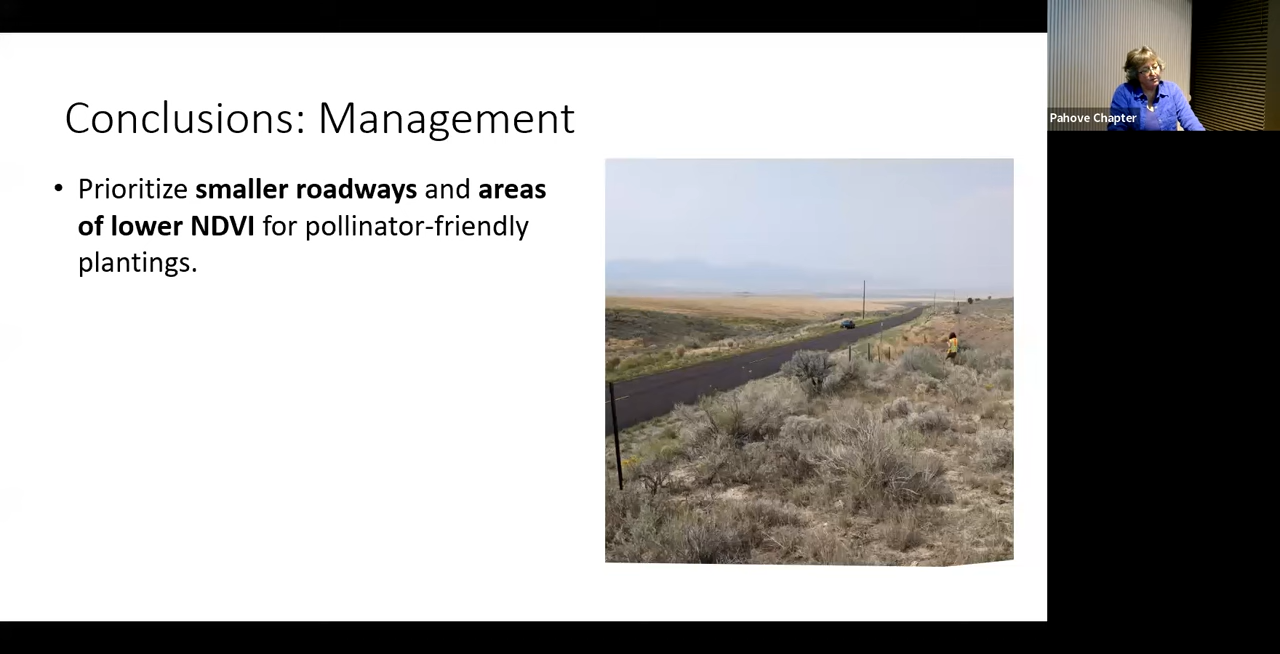 Conclusions: Management
• Prioritize smaller roadways and areas
of lower NDVI for pollinator-friendly
plantings.
Pahove Chapter